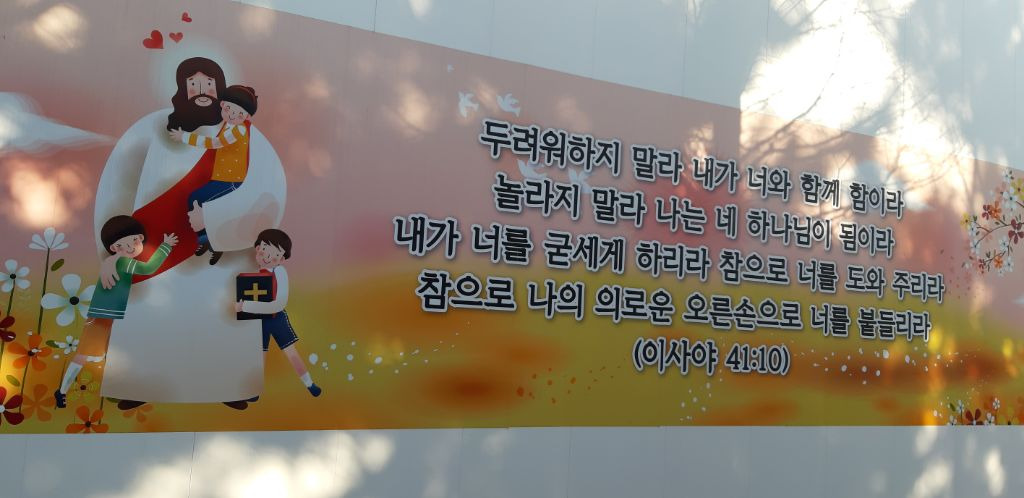 두려워하지 말라 내가 너와 함께 함이라
놀라지 말라 나는 네 하나님이 됨이라
내가 너를 굳세게 하리라 참으로 너를 도와 주리라
참으로 나의 의로운 오른손으로 너를 붙들리라
(이사야 41:10)